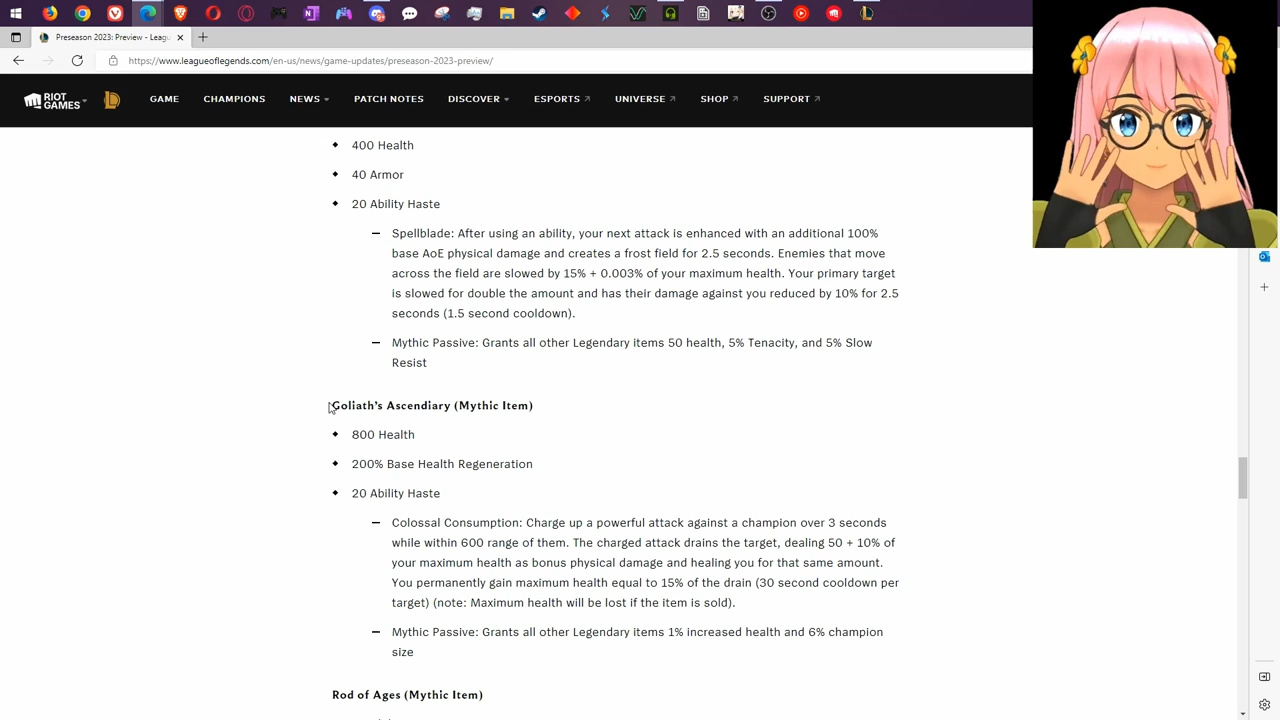 Preseason 2023: Preview - Leagu
https://www.leagueoflegends.com/en-us/news/game-updates/preseason-2023-preview/
RIOT GAMES
GAME
CHAMPIONS
NEWS
PATCH NOTES
DISCOVER
ESPORTS
UNIVERSE
SHOP
SUPPORT
400 Health
40 Armor
20 Ability Haste
Spellblade: After using an ability, your next attack is enhanced with an additional 100%
base AoE physical damage and creates a frost field for 2.5 seconds. Enemies that move
across the field are slowed by 15% + 0.003% of your maximum health. Your primary target
is slowed for double the amount and has their damage against you reduced by 10% for 2.5
seconds (1.5 second cooldown).
Mythic Passive: Grants all other Legendary items 50 health, 5% Tenacity, and 5% Slow
Resist
Goliath's Ascendiary (Mythic Item)
800 Health
200% Base Health Regeneration
20 Ability Haste
Colossal Consumption: Charge up a powerful attack against a champion over 3 seconds
while within 600 range of them. The charged attack drains the target, dealing 50 + 10% of
your maximum health as bonus physical damage and healing you for that same amount.
You permanently gain maximum health equal to 15% of the drain (30 second cooldown per
target) (note: Maximum health will be lost if the item is sold).
Mythic Passive: Grants all other Legendary items 1% increased health and 6% champion
size
Rod of Ages (Mythic Item)